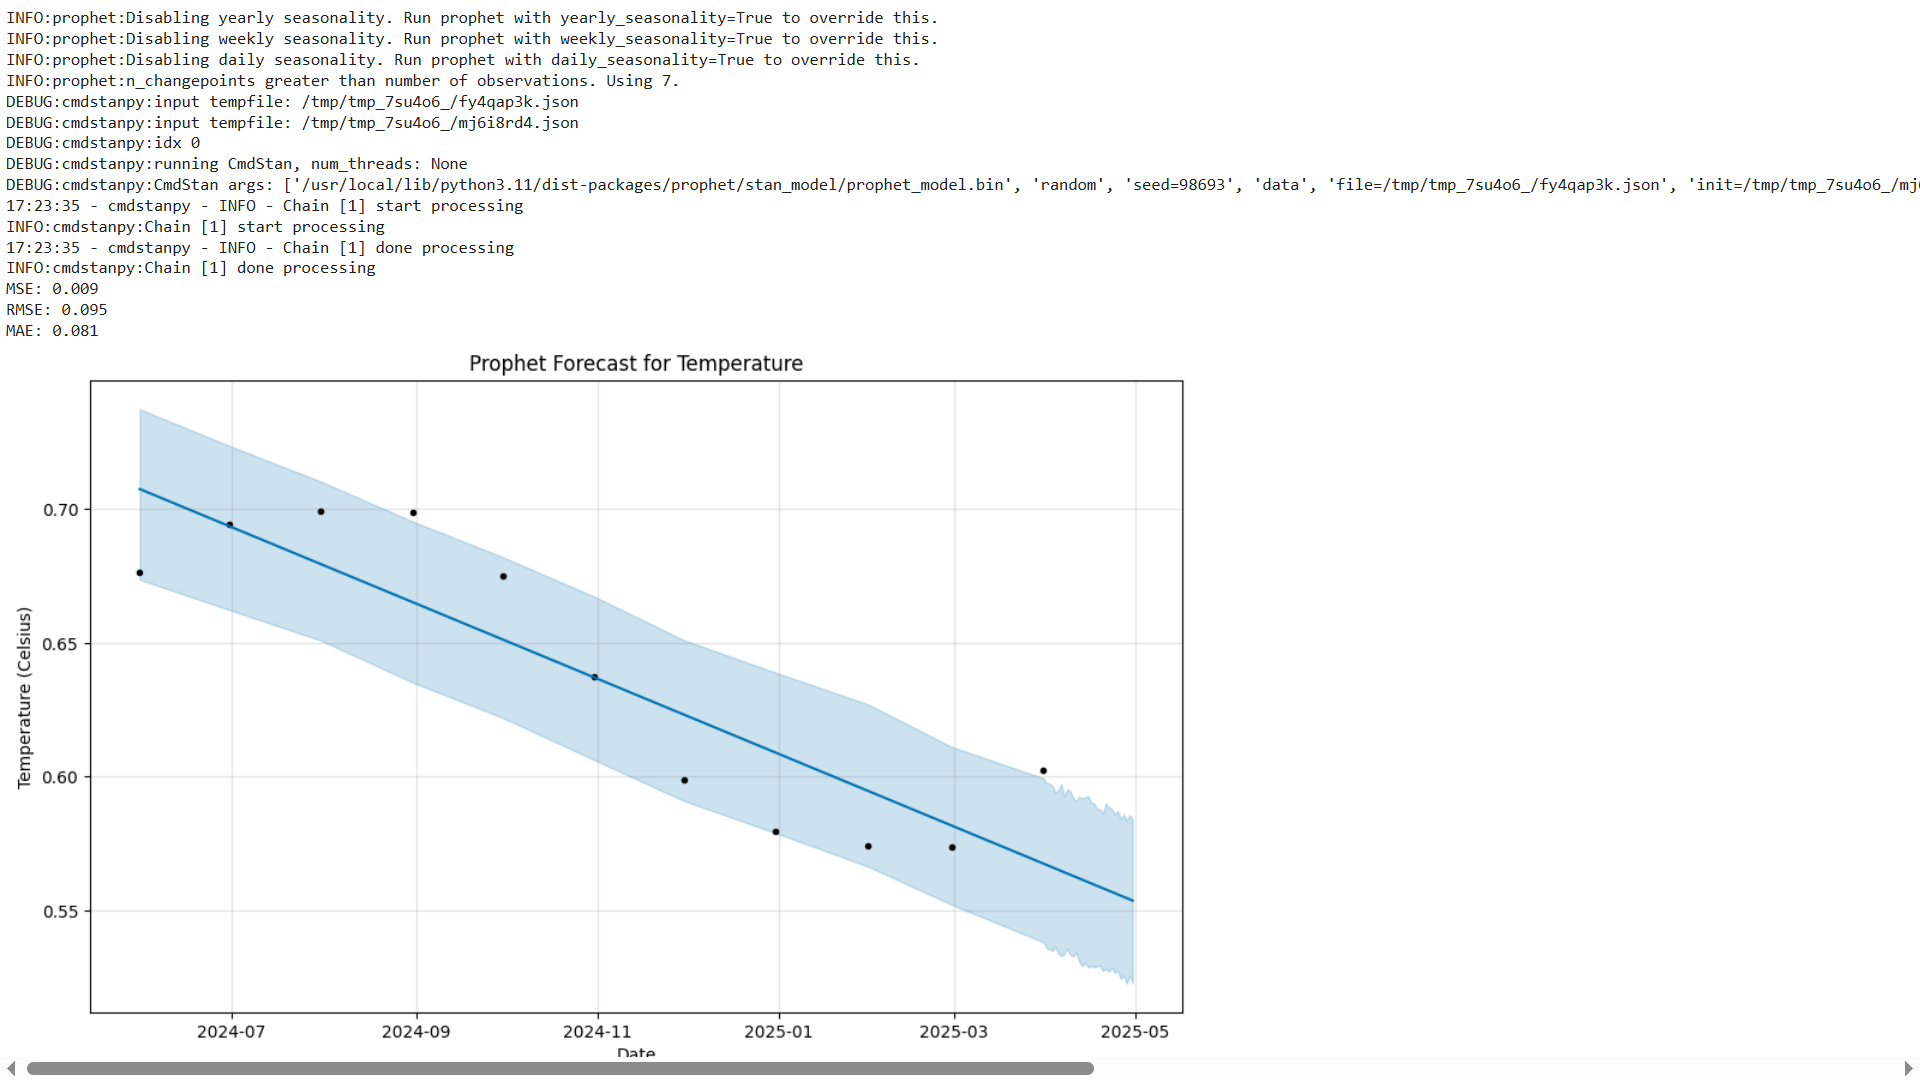 INFO:prophet:Disabling yearly seasonality. Run prophet with yearly_seasonality=True to override this.
INFO:prophet:Disabling weekly seasonality. Run prophet with weekly_seasonality=True to override this.
INFO:prophet:Disabling daily seasonality. Run prophet with daily_seasonality=True to override this.
INFO:prophet:n_changepoints greater than number of observations. Using 7.
DEBUG:cmdstanpy:input tempfile: /tmp/tmp_7su4o6_/fy4qap3k.json
DEBUG:cmdstanpy:input tempfile: /tmp/tmp_7su4o6_/mj6i8rd4.json
DEBUG:cmdstanpy:idx 0
DEBUG:cmdstanpy:running CmdStan, num_threads: None
DEBUG:cmdstanpy:CmdStan args: ['/usr/local/lib/python3.11/dist-packages/prophet/stan_model/prophet_model.bin', 'random', 'seed=98693', 'data', 'file=/tmp/tmp_7su4o6_/fy4qap3k.json', 'init=/tmp/tmp_7su4o6_/mj
17:23:35 - cmdstanpy - INFO - Chain [1] start processing
INFO:cmdstanpy:Chain [1] start processing
17:23:35 - cmdstanpy - INFO - Chain [1] done processing
INFO:cmdstanpy:Chain [1] done processing
MSE: 0.009
RMSE: 0.095
MAE: 0.081
Prophet Forecast for Temperature
Temperature (Celsius)
0.70
0.65
0.60
0.55
2024-07 2024-09 2024-11 2025-01 2025-03 2025-05
Date